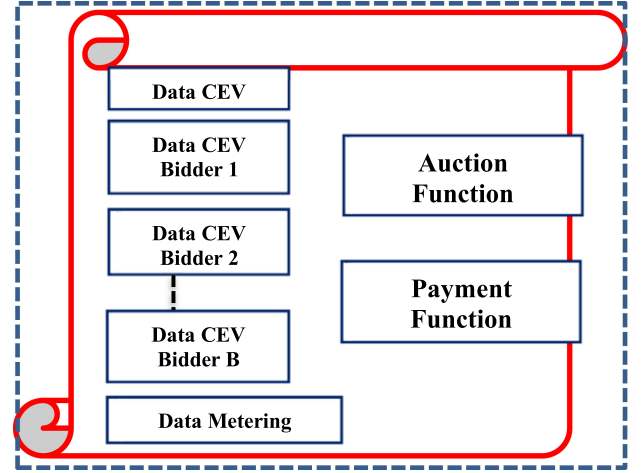 Data CEV
Data CEV
Bidder 1
Data CEV
Bidder 2
Data CEV
Bidder B
Data Metering
Auction
Function
Payment
Function